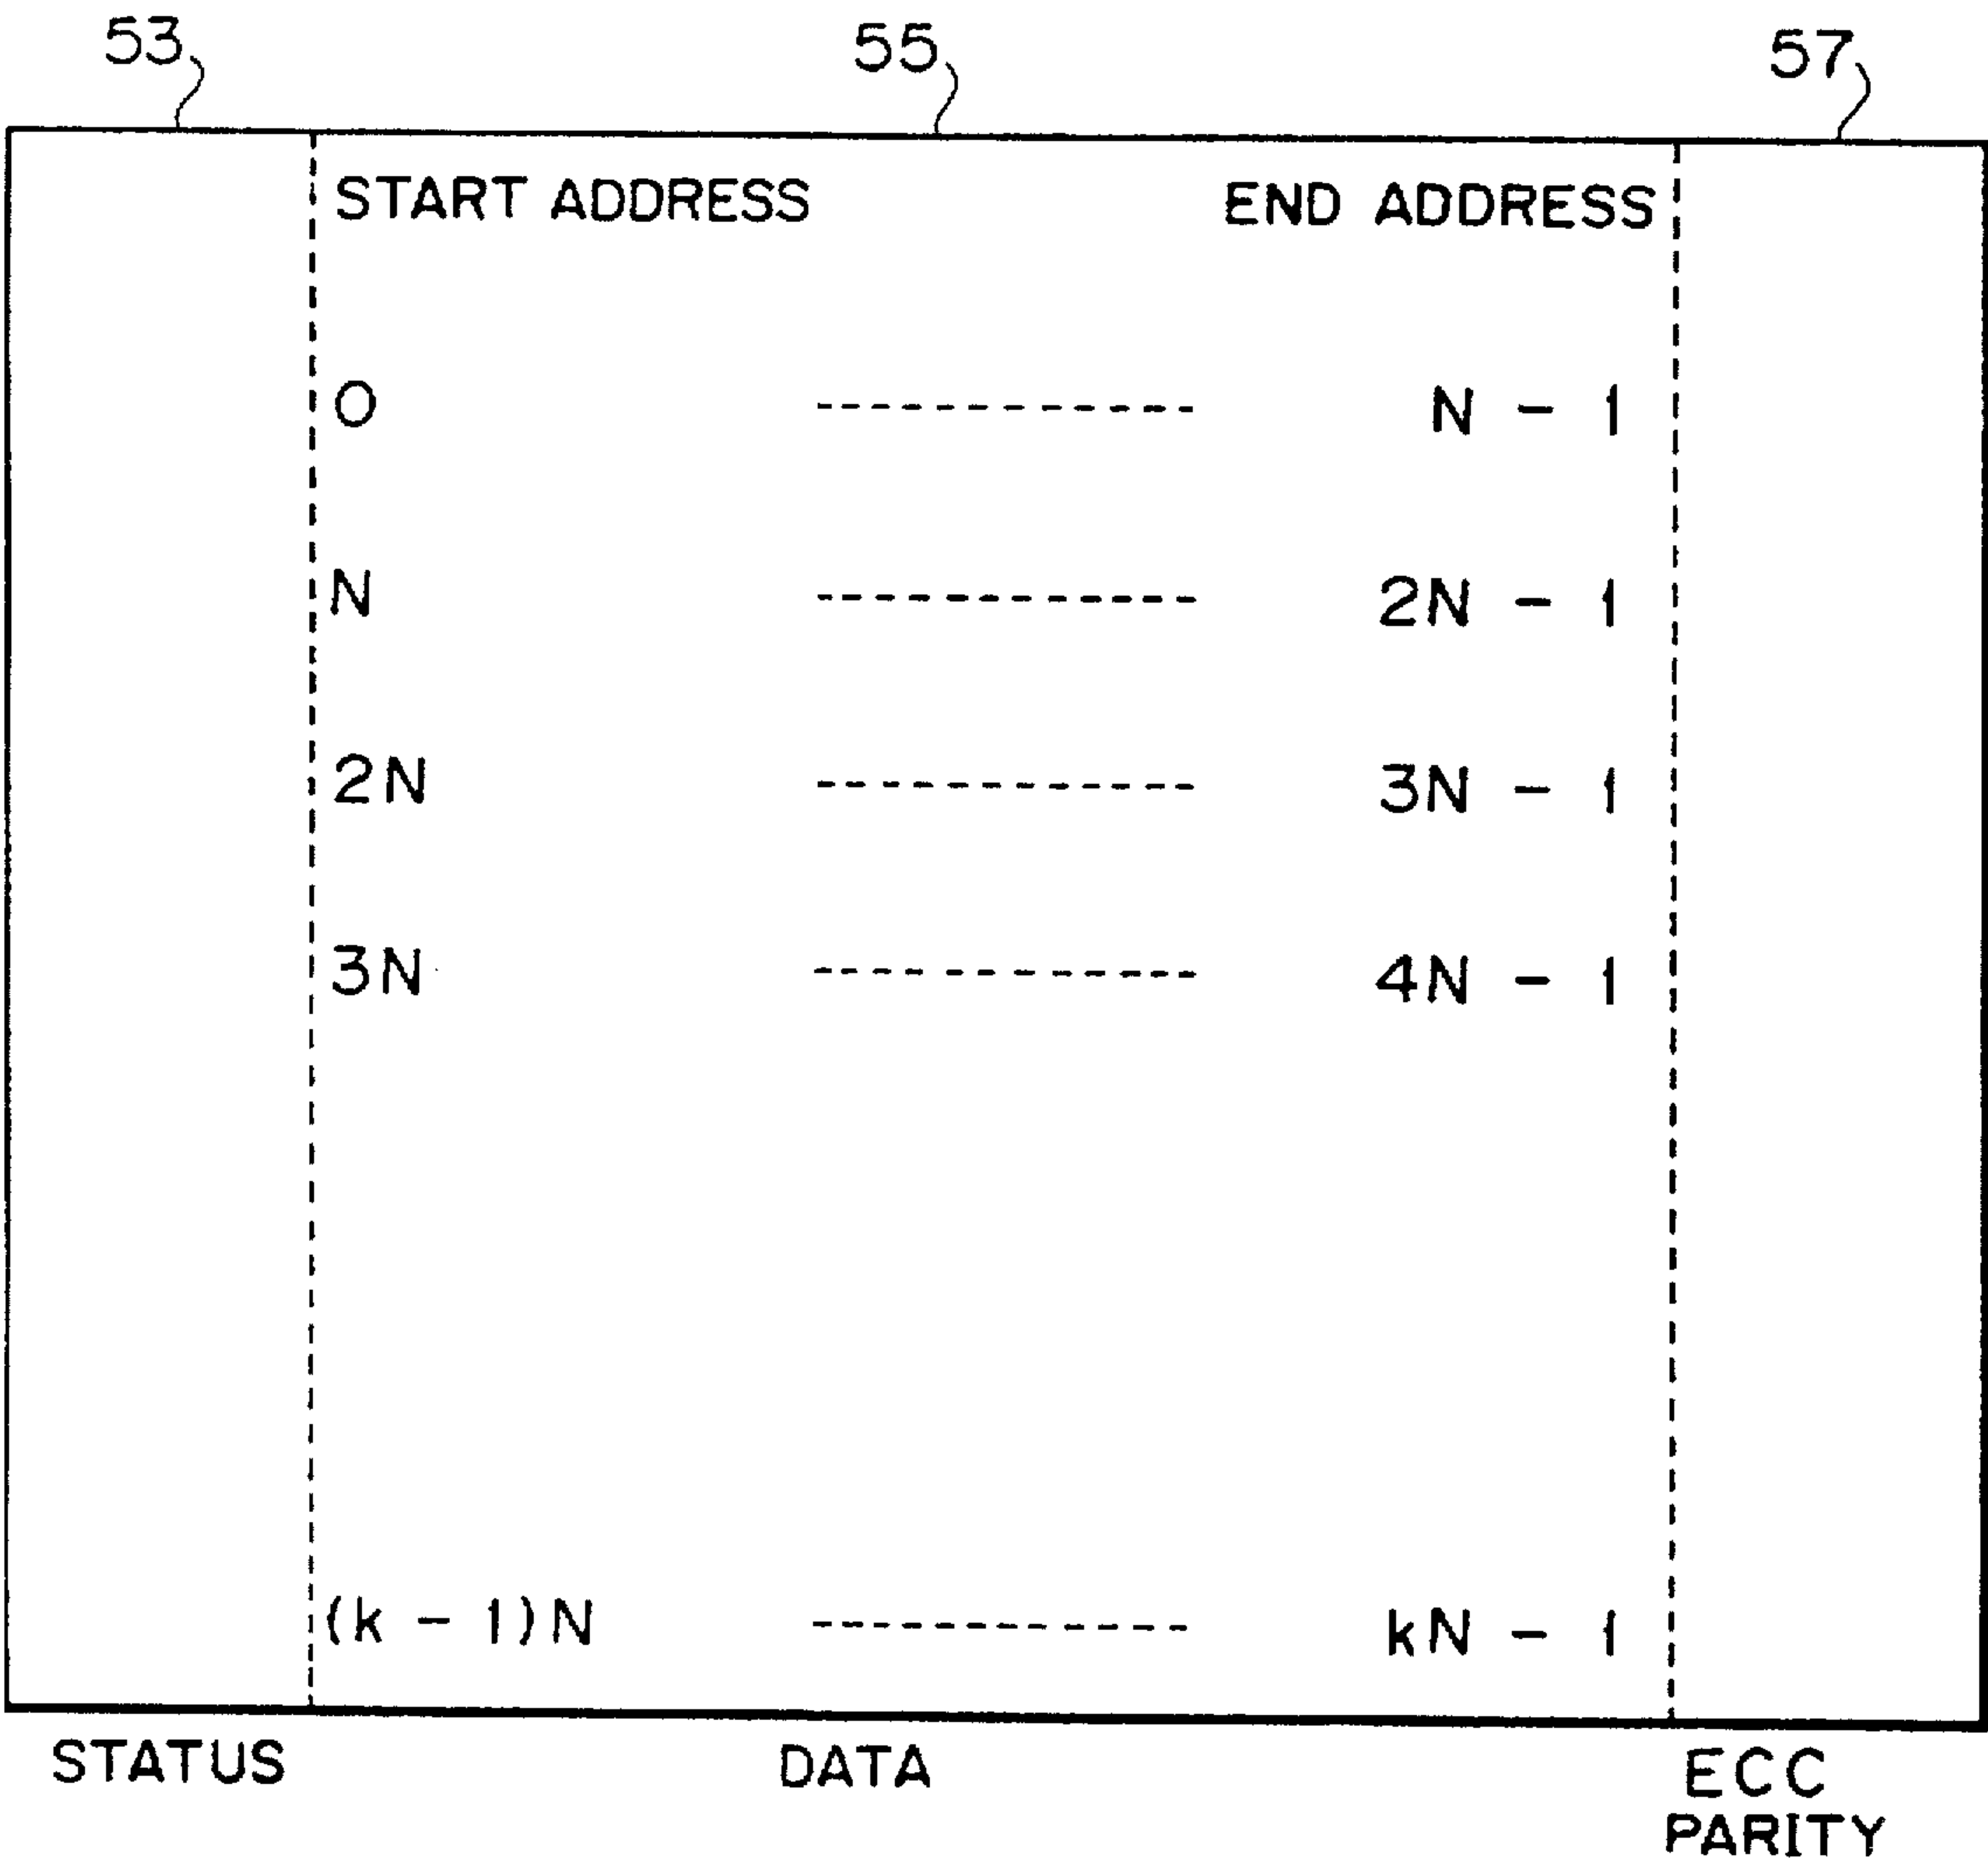 53 55 57
START ADDRESS END ADDRESS
0 N - 1
N 2N - 1
2N 3N - 1
3N 4N - 1
(k - 1)N kN - 1
STATUS DATA ECC
PARITY